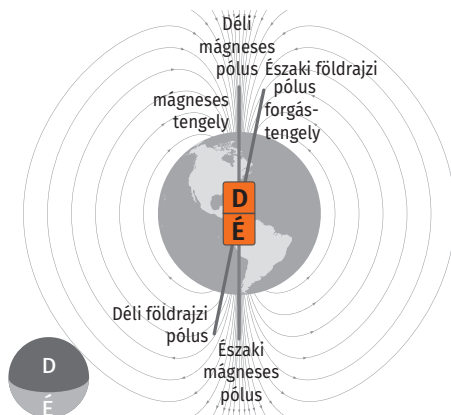 Déli
mágneses
pólus
Északi földrajzi
pólus
mágneses
tengely
forgás-
tengely
D
É
Déli földrajzi
pólus
Északi
mágneses
pólus
D
É